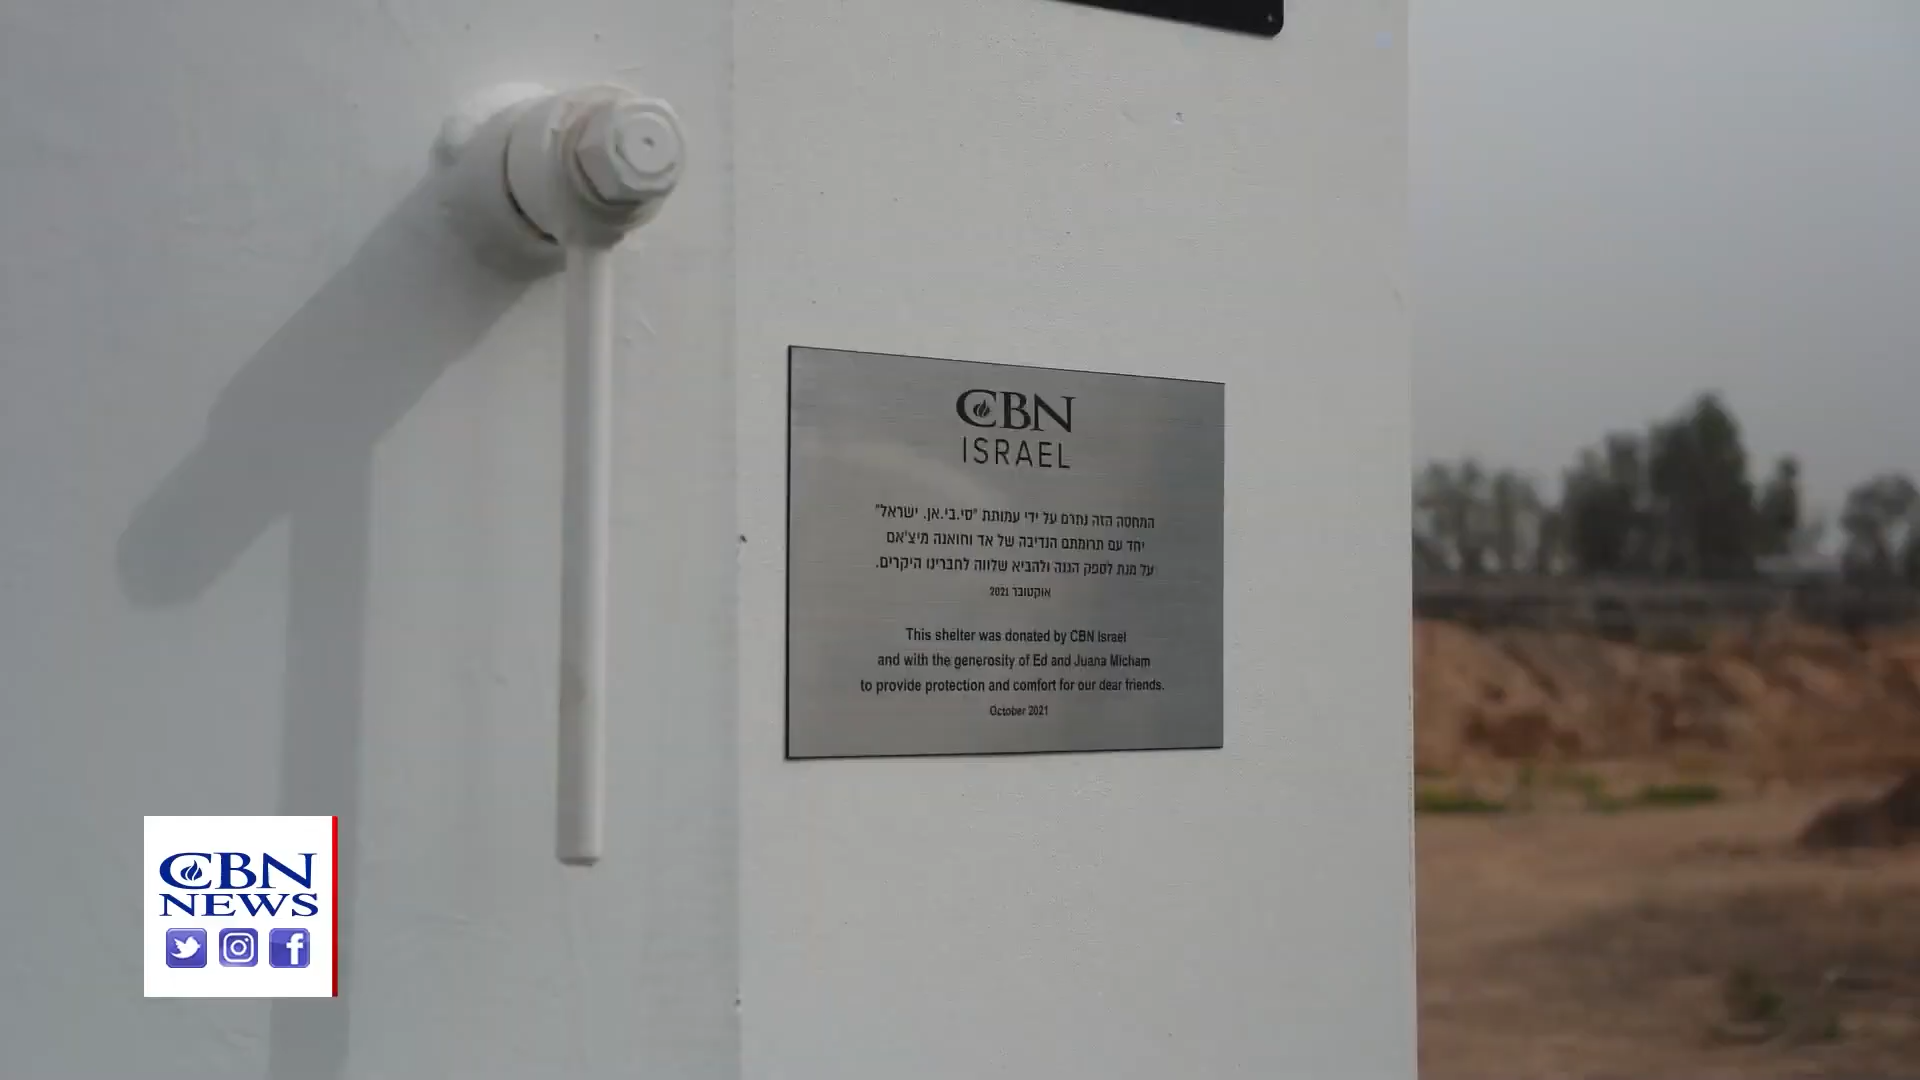 CBN
ISRAEL
המחסה הזה נתרם על ידי עמותת "סי.בי.אן. ישראל"
יחד עם תרומתם הנדיבה של אד וחואנה מיצ'אם
על מנת לספק הגנה ולהביא שלווה לחברינו היקרים.
אוקטובר 2021
This shelter was donated by CBN Israel
and with the generosity of Ed and Juana Micham
to provide protection and comfort for our dear friends.
October 2021
CBN
NEWS